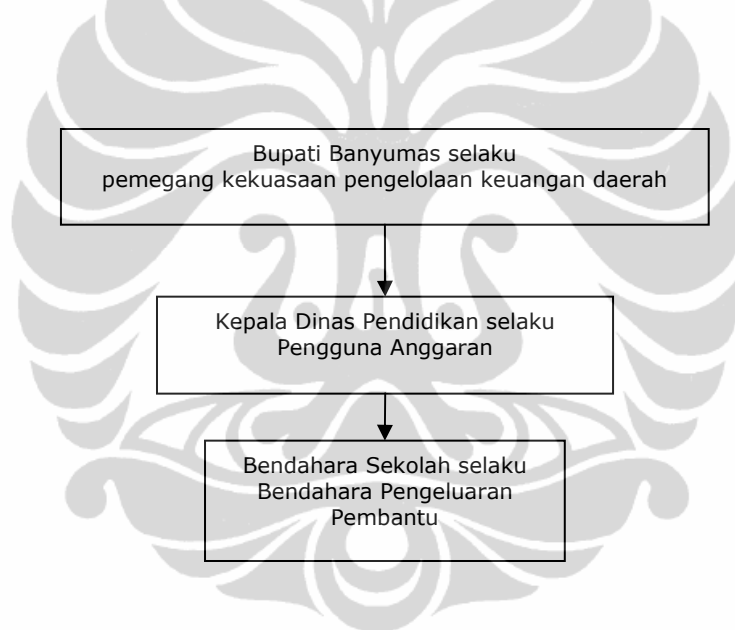 Bupati Banyumas selaku
pemegang kekuasaan pengelolaan keuangan daerah
Kepala Dinas Pendidikan selaku
Pengguna Anggaran
Bendahara Sekolah selaku
Bendahara Pengeluaran
Pembantu